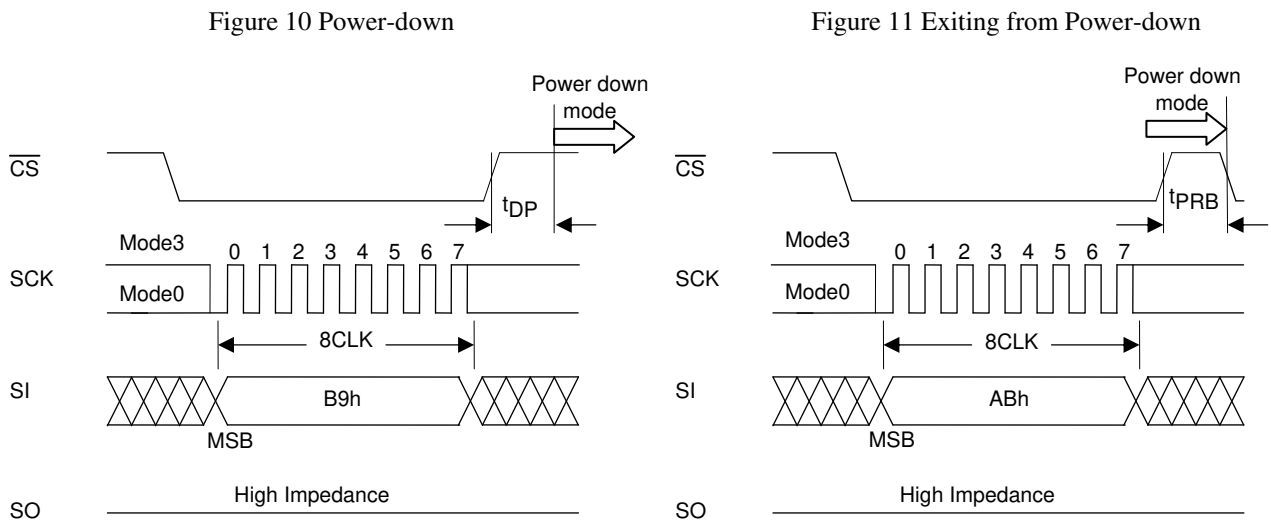 Figure 10 Power-down
Power down
mode
CS
tDP
Mode3
0 1 2 3 4 5 6 7
SCK
Mode0
8CLK
SI
B9h
MSB
High Impedance
SO
Figure 11 Exiting from Power-down
Power down
mode
CS
tPRB
Mode3
0 1 2 3 4 5 6 7
SCK
Mode0
8CLK
SI
ABh
MSB
High Impedance
SO